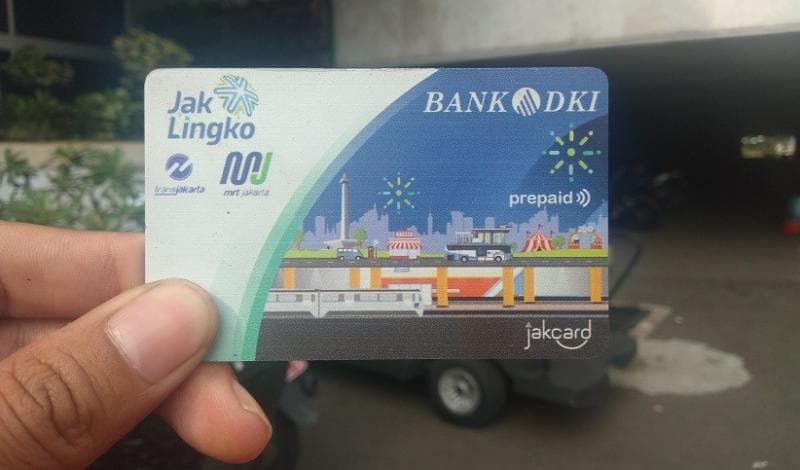 Jak
Lingko
transjakarta
mrt jakarta
BANK DKI
prepaid
jakcard